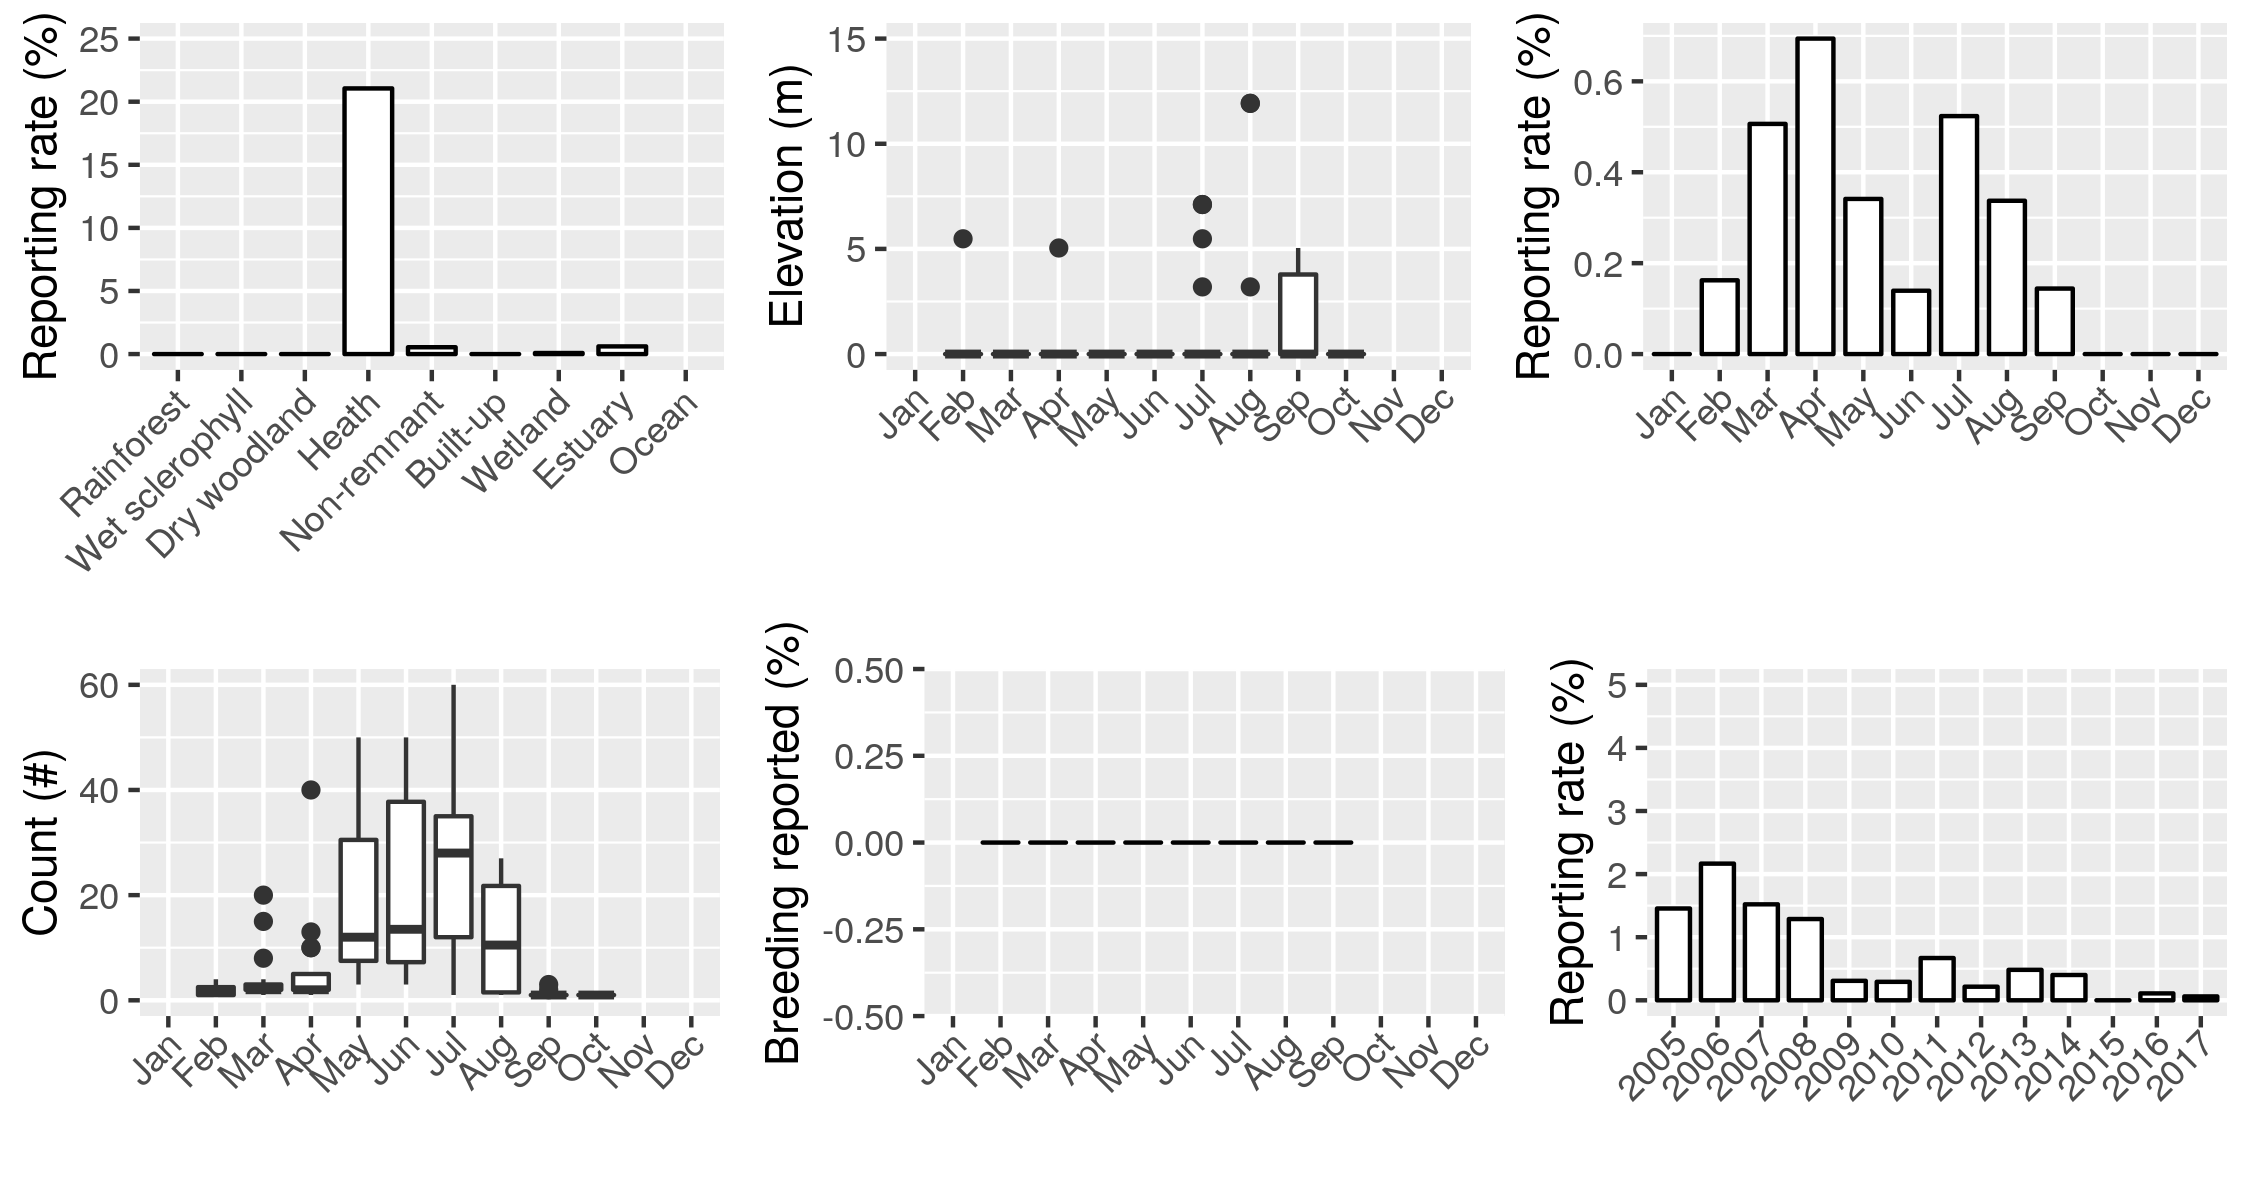 Reporting rate (%)
25
20
15
10
5
0
Rainforest
Wet sclerophyll
Dry woodland
Heath
Non-remnant
Built-up
Wetland
Estuary
Ocean
Elevation (m)
15
10
5
0
Jan
Feb
Mar
Apr
May
Jun
Jul
Aug
Sep
Oct
Nov
Dec
Reporting rate (%)
0.6
0.4
0.2
0.0
Jan
Feb
Mar
Apr
May
Jun
Jul
Aug
Sep
Oct
Nov
Dec
Count (#)
60
40
20
0
Jan
Feb
Mar
Apr
May
Jun
Jul
Aug
Sep
Oct
Nov
Dec
Breeding reported (%)
0.50
0.25
0.00
-0.25
-0.50
Jan
Feb
Mar
Apr
May
Jun
Jul
Aug
Sep
Oct
Nov
Dec
Reporting rate (%)
5
4
3
2
1
0
2005
2006
2007
2008
2009
2010
2011
2012
2013
2014
2015
2016
2017